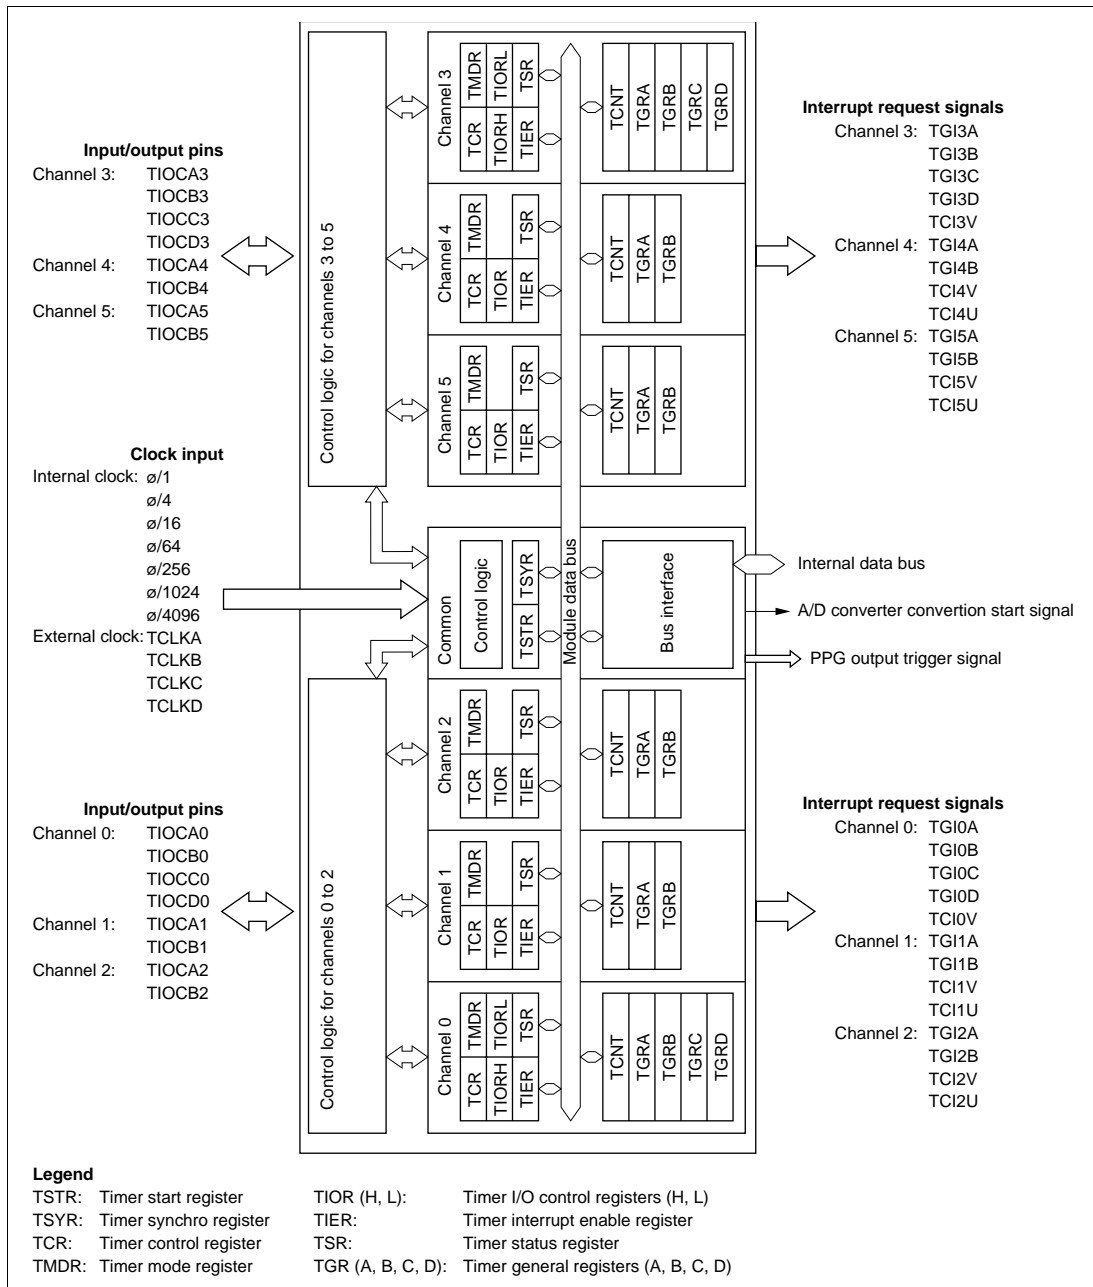 Input/output pins
Channel 3: TIOCA3
TIOCB3
TIOCC3
TIOCD3
Channel 4: TIOCA4
TIOCB4
Channel 5: TIOCA5
TIOCB5
Clock input
Internal clock: ø/1
ø/4
ø/16
ø/64
ø/256
ø/1024
ø/4096
External clock: TCLKA
TCLKB
TCLKC
TCLKD
Input/output pins
Channel 0: TIOCA0
TIOCB0
TIOCC0
TIOCD0
Channel 1: TIOCA1
TIOCB1
Channel 2: TIOCA2
TIOCB2
Control logic for channels 3 to 5
Control logic for channels 0 to 2
Channel 3
TCR TMDR
TIORH TIORL
TIER TSR
TCNT
TGRA
TGRB
TGRC
TGRD
Channel 4
TCR TMDR
TIOR
TIER TSR
TCNT
TGRA
TGRB
Channel 5
TCR TMDR
TIOR
TIER TSR
TCNT
TGRA
TGRB
Common
Control logic
TSTR TSYR
Module data bus
Bus interface
Channel 2
TCR TMDR
TIOR
TIER TSR
TCNT
TGRA
TGRB
Channel 1
TCR TMDR
TIOR
TIER TSR
TCNT
TGRA
TGRB
Channel 0
TCR TMDR
TIORH TIORL
TIER TSR
TCNT
TGRA
TGRB
TGRC
TGRD
Interrupt request signals
Channel 3: TGI3A
TGI3B
TGI3C
TGI3D
TCI3V
Channel 4: TGI4A
TGI4B
TCI4V
TCI4U
Channel 5: TGI5A
TGI5B
TCI5V
TCI5U
Internal data bus
A/D converter convertion start signal
PPG output trigger signal
Interrupt request signals
Channel 0: TGI0A
TGI0B
TGI0C
TGI0D
TCI0V
Channel 1: TGI1A
TGI1B
TCI1V
TCI1U
Channel 2: TGI2A
TGI2B
TCI2V
TCI2U
Legend
TSTR: Timer start register
TSYR: Timer synchro register
TCR: Timer control register
TMDR: Timer mode register
TIOR (H, L): Timer I/O control registers (H, L)
TIER: Timer interrupt enable register
TSR: Timer status register
TGR (A, B, C, D): Timer general registers (A, B, C, D)